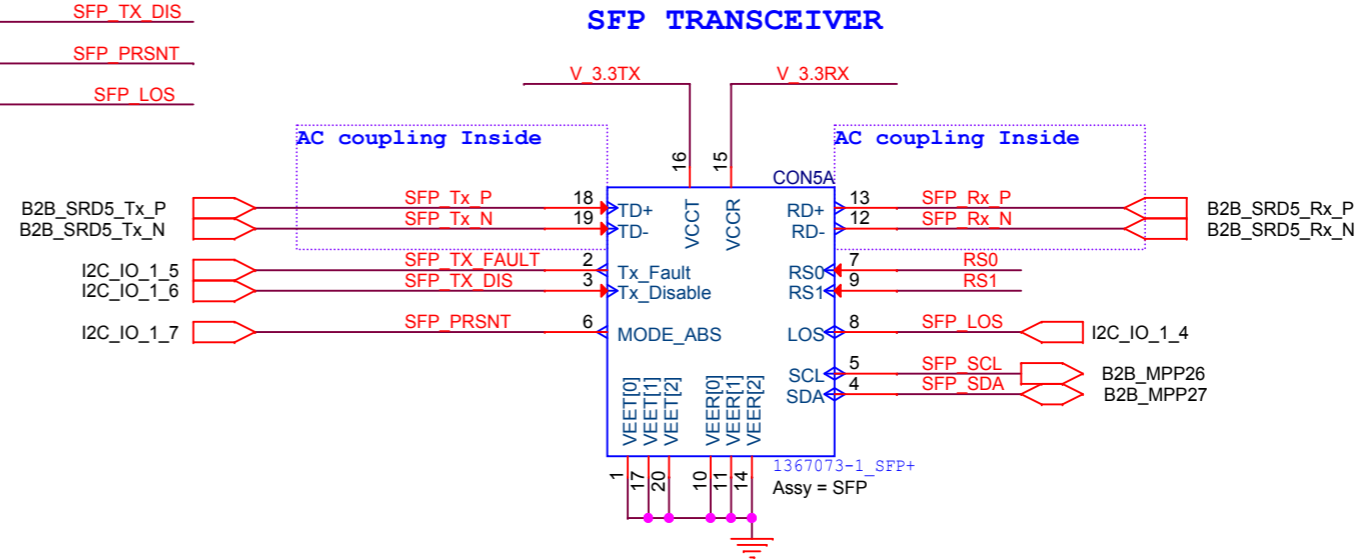 SFP_TX_DIS
SFP TRANSCEIVER
SFP_PRSNT
V_3.3TX
V_3.3RX
SFP_LOS
AC coupling Inside
AC coupling Inside
16
15
CON5A
B2B_SRD5_Tx_P
SFP_Tx_P
18
TD+
RD+
13
SFP_Rx_P
B2B_SRD5_Rx_P
B2B_SRD5_Tx_N
SFP_Tx_N
19
TD-
VCCT
VCCR
RD-
12
SFP_Rx_N
B2B_SRD5_Rx_N
I2C_IO_1_5
SFP_TX_FAULT
2
Tx_Fault
RS0
7
RS0
I2C_IO_1_6
SFP_TX_DIS
3
Tx_Disable
RS1
9
RS1
I2C_IO_1_7
SFP_PRSNT
6
MODE_ABS
LOS
8
SFP_LOS
I2C_IO_1_4
SCL
5
SFP_SCL
B2B_MPP26
SDA
4
SFP_SDA
B2B_MPP27
VEET[0]
VEET[1]
VEET[2]
VEER[0]
VEER[1]
VEER[2]
1367073-1_SFP+
1
17
20
10
11
14
Assy = SFP